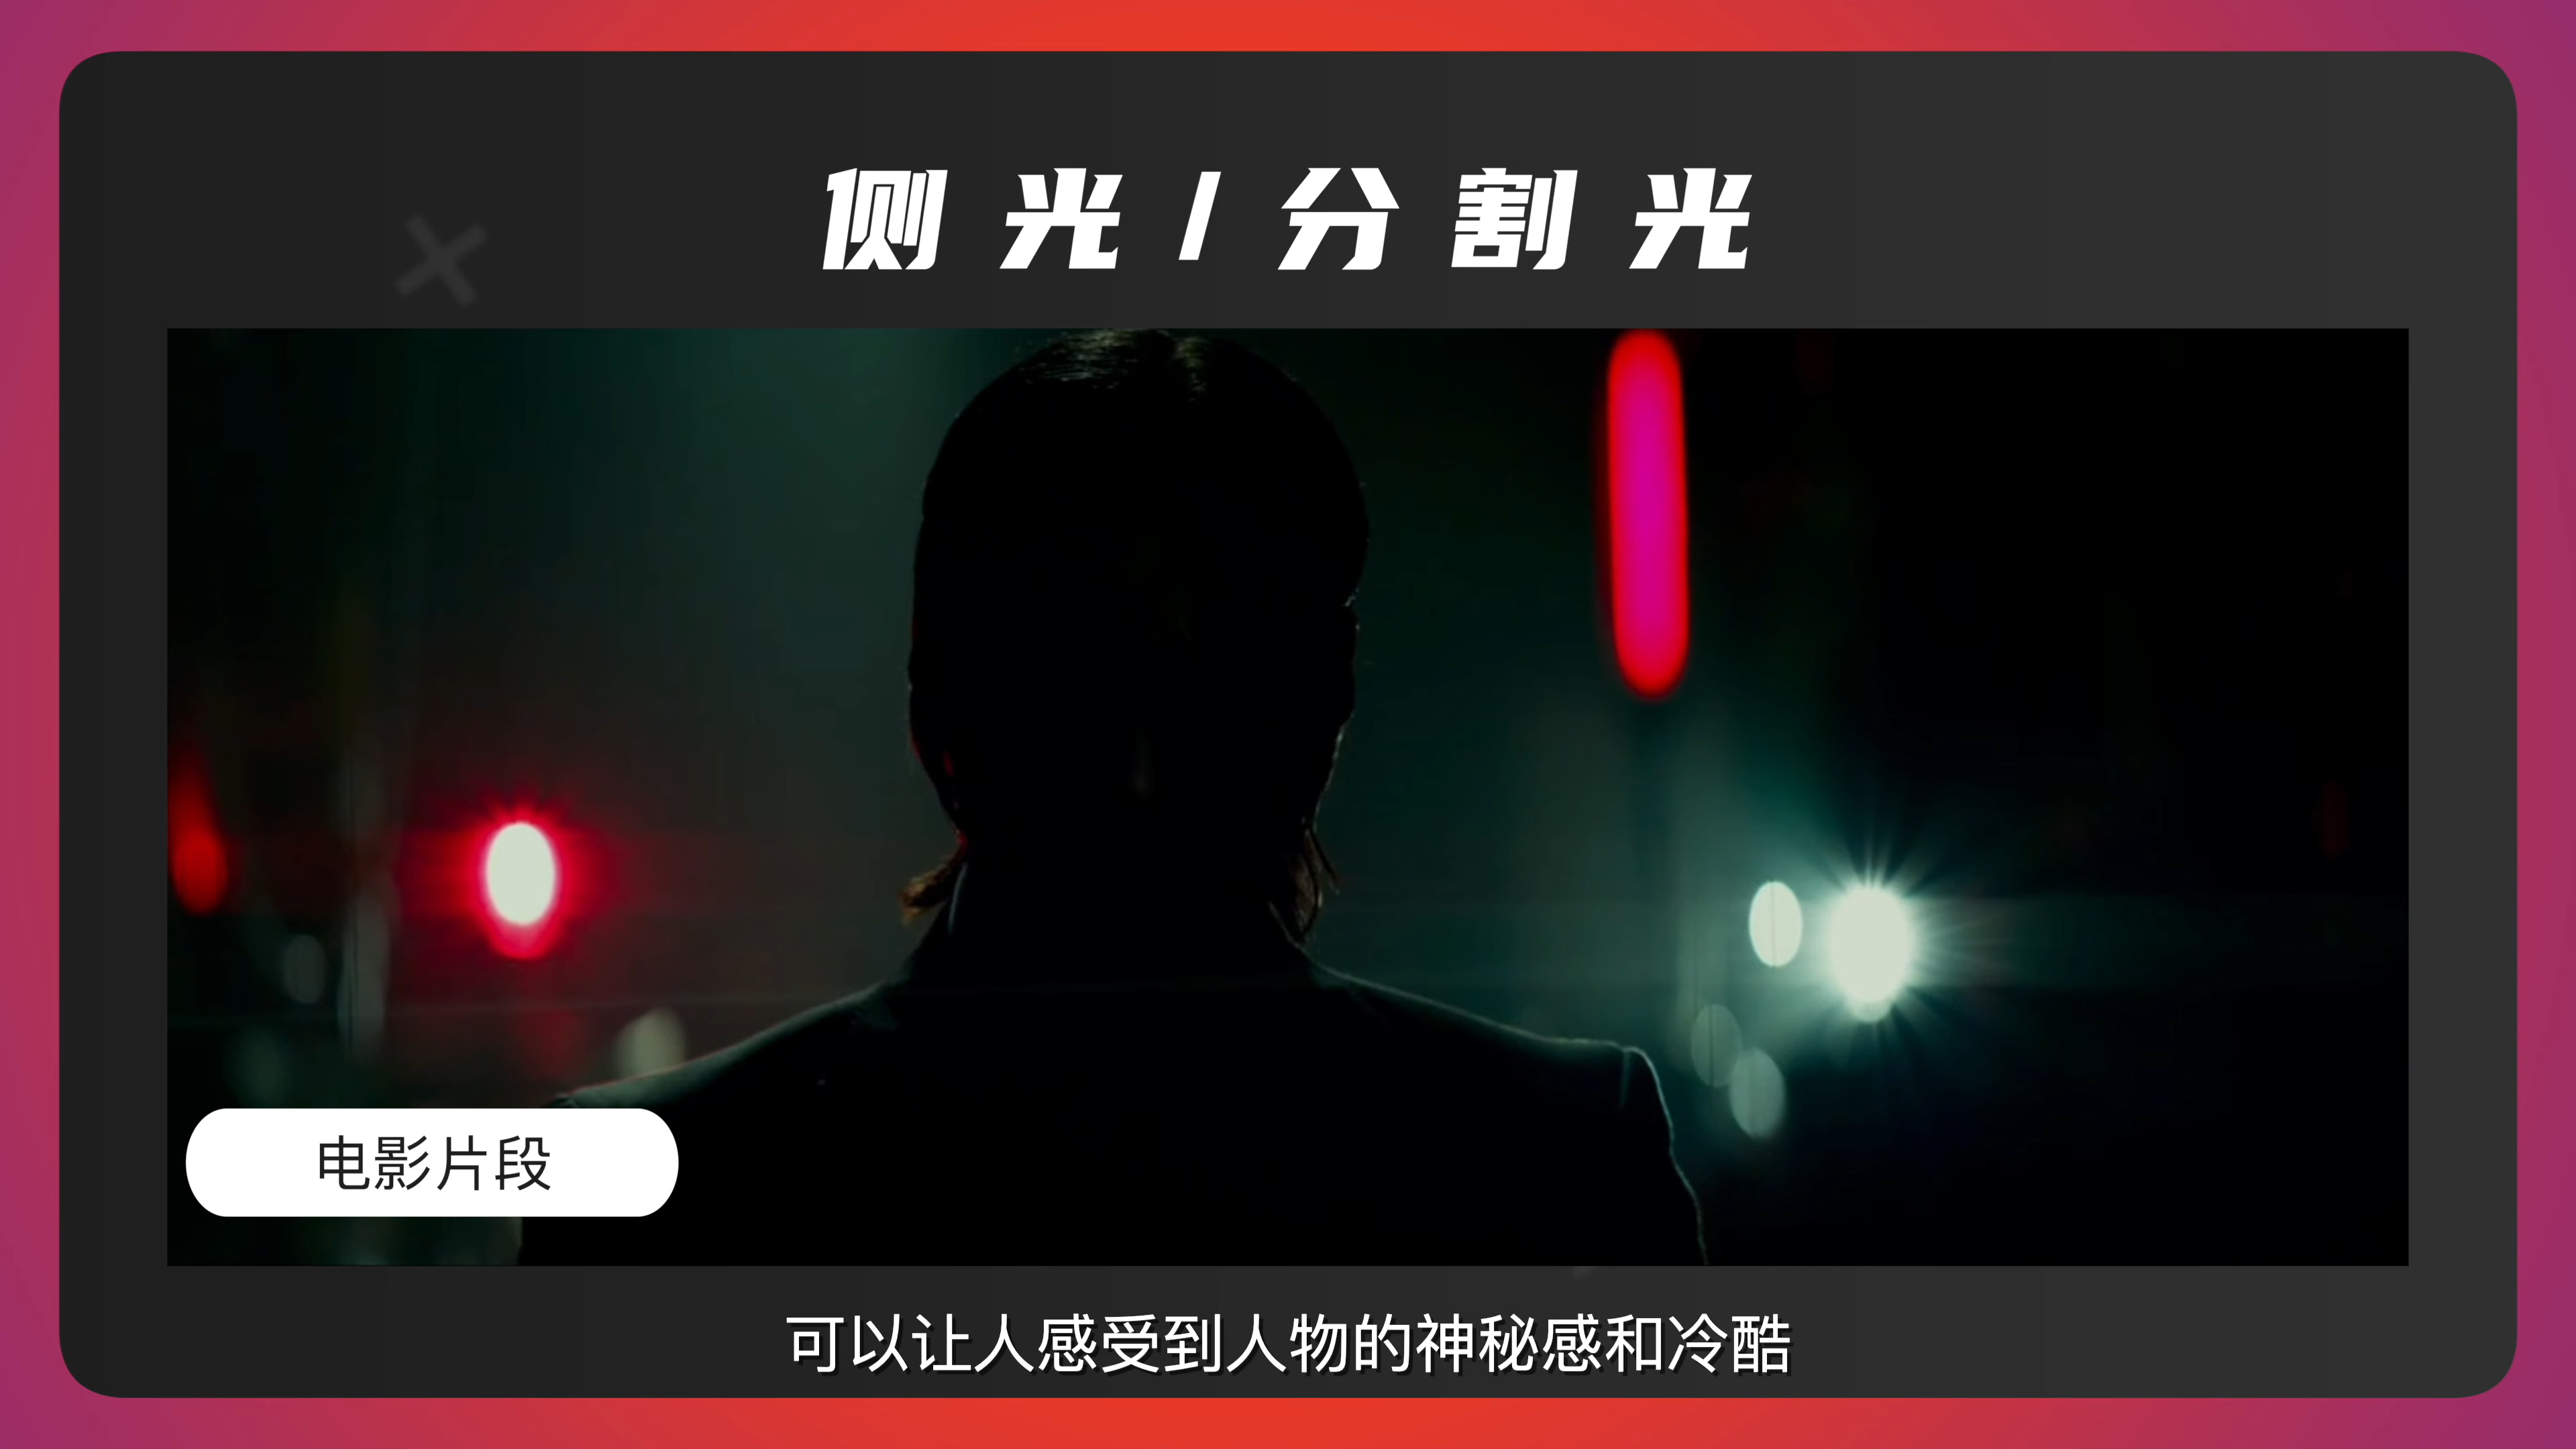 侧光/分割光
电影片段
可以让人感受到人物的神秘感和冷酷